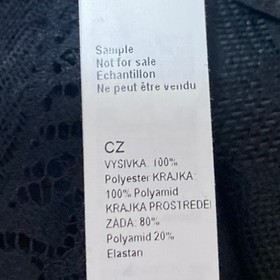 Sample
Not for sale
Echantillon
Ne peut être vendu
CZ
VÝŠIVKA: 100%
Polyester KRAJKA:
100% Polyamid
KRAJKA PROSTŘEDEK
ZADA: 80%
Polyamid 20%
Elastan